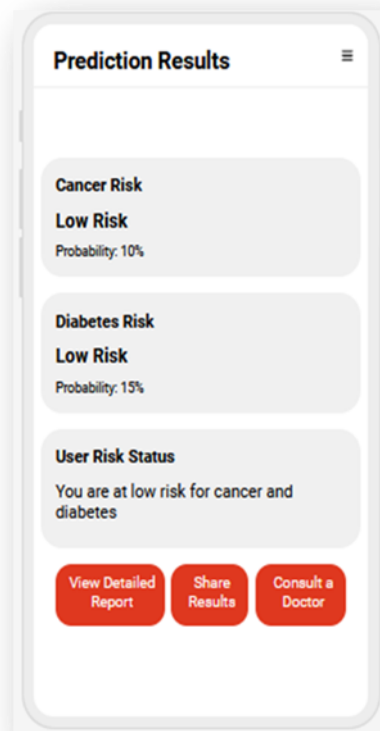 Prediction Results
Cancer Risk
Low Risk
Probability: 10%
Diabetes Risk
Low Risk
Probability: 15%
User Risk Status
You are at low risk for cancer and
diabetes
View Detailed
Report
Share
Results
Consult a
Doctor